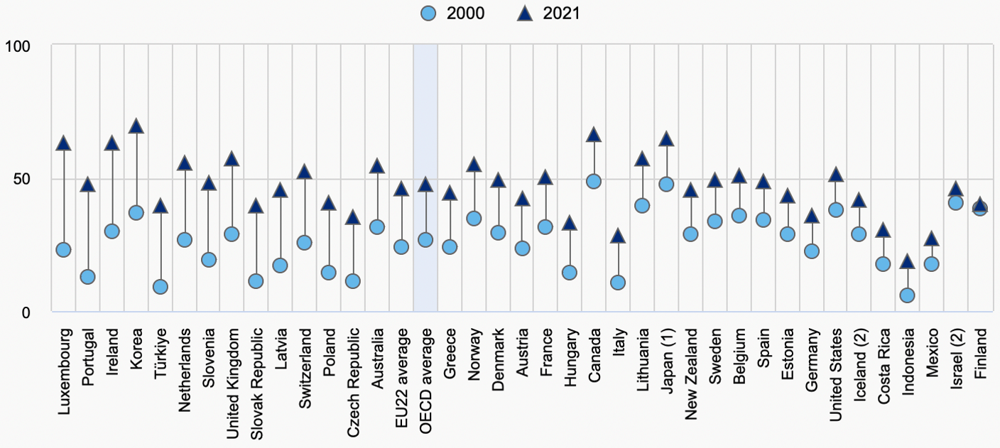 2000 2021
100
50
0
Luxembourg
Portugal
Ireland
Korea
Türkiye
Netherlands
Slovenia
United Kingdom
Slovak Republic
Latvia
Switzerland
Poland
Czech Republic
Australia
EU22 average
OECD average
Greece
Norway
Denmark
Austria
France
Hungary
Canada
Italy
Lithuania
Japan (1)
New Zealand
Sweden
Belgium
Spain
Estonia
Germany
United States
Iceland (2)
Costa Rica
Indonesia
Mexico
Israel (2)
Finland